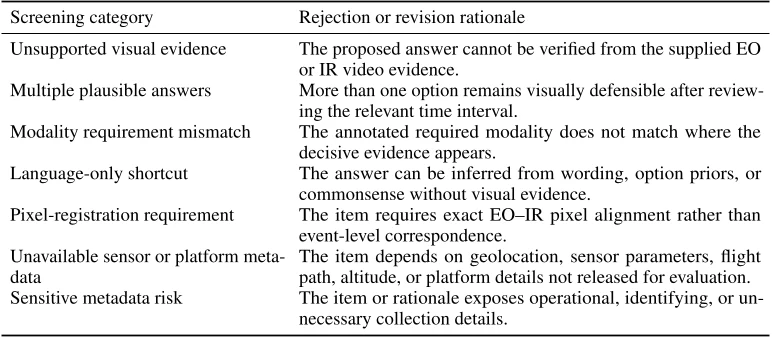 Screening category Rejection or revision rationale
Unsupported visual evidence The proposed answer cannot be verified from the supplied EO
or IR video evidence.
Multiple plausible answers More than one option remains visually defensible after review-
ing the relevant time interval.
Modality requirement mismatch The annotated required modality does not match where the
decisive evidence appears.
Language-only shortcut The answer can be inferred from wording, option priors, or
commonsense without visual evidence.
Pixel-registration requirement The item requires exact EO–IR pixel alignment rather than
event-level correspondence.
Unavailable sensor or platform meta- The item depends on geolocation, sensor parameters, flight
data path, altitude, or platform details not released for evaluation.
Sensitive metadata risk The item or rationale exposes operational, identifying, or un-
necessary collection details.